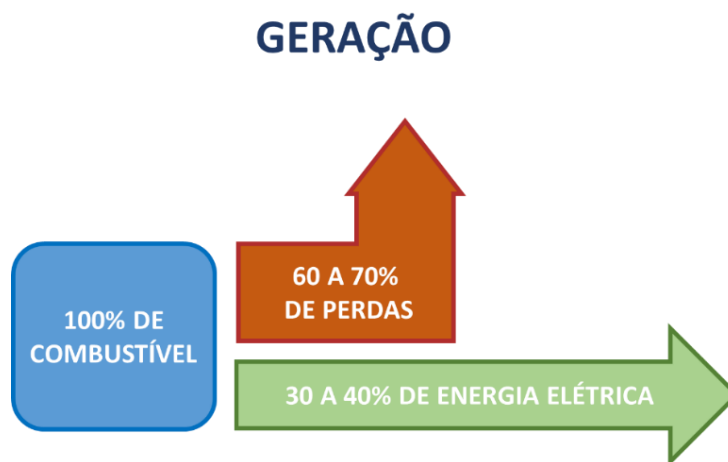 GERAÇÃO
60 A 70%
DE PERDAS
100% DE
COMBUSTÍVEL
30 A 40% DE ENERGIA ELÉTRICA